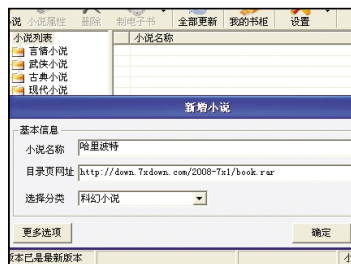 说 小说属性 删除 制电子书 全部更新 我的书柜 设置
小说列表 小说名称
言情小说
武侠小说
古典小说
现代小说
新增小说
基本信息
小说名称 哈里波特
目录页网址 http://down.7xdown.com/2008-7x1/book.rar
选择分类 科幻小说
更多选项 确定
版本已是最新版本 小